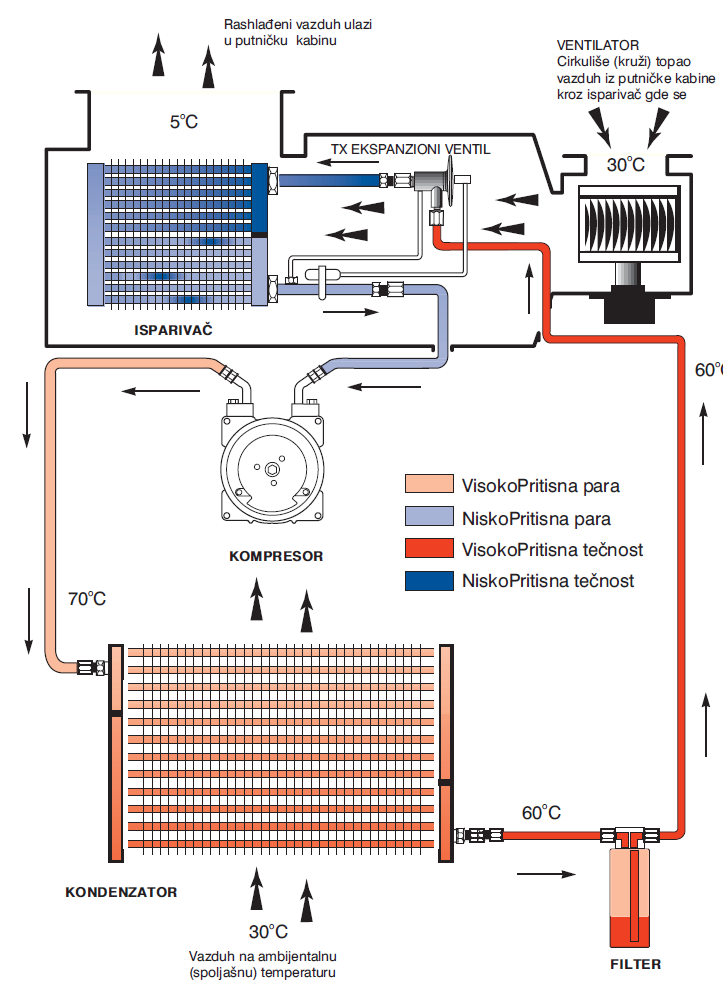 Rashlađeni vazduh ulazi
u putničku kabinu
VENTILATOR
Cirkuliše (kruži) topao
vazduh iz putničke kabine
kroz isparivač gde se
5°C
TX EKSPANZIONI VENTIL
30°C
ISPARIVAČ
60°C
VisokoPritisna para
NiskoPritisna para
VisokoPritisna tečnost
NiskoPritisna tečnost
KOMPRESOR
70°C
60°C
KONDENZATOR
30°C
Vazduh na ambijentalnu
(spoljašnu) temperaturu
FILTER